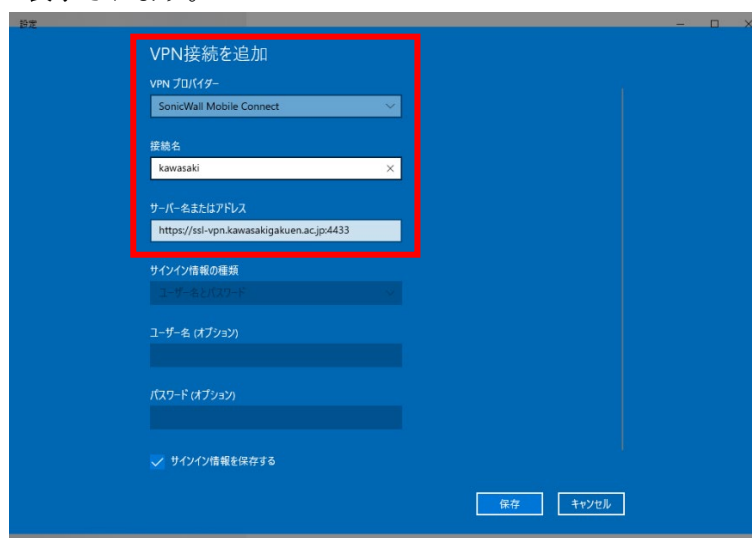 設定
VPN接続を追加
VPN プロバイダー
SonicWall Mobile Connect
接続名
kawasaki
サーバー名またはアドレス
https://ssl-vpn.kawasakigakuen.ac.jp:4433
サインイン情報の種類
ユーザー名とパスワード
ユーザー名 (オプション)
パスワード (オプション)
サインイン情報を保存する
保存 キャンセル